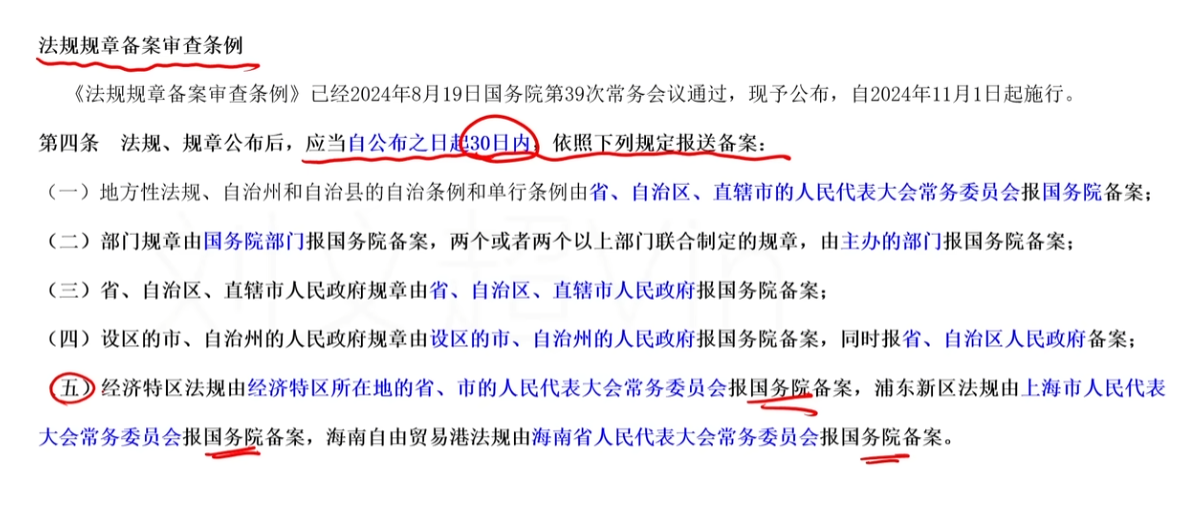 法规规章备案审查条例
《法规规章备案审查条例》已经2024年8月19日国务院第39次常务会议通过，现予公布，自2024年11月1日起施行。
第四条 法规、规章公布后，应当自公布之日起30日内，依照下列规定报送备案：
（一）地方性法规、自治州和自治县的自治条例和单行条例由省、自治区、直辖市的人民代表大会常务委员会报国务院备案；
（二）部门规章由国务院部门报国务院备案，两个或者两个以上部门联合制定的规章，由主办的部门报国务院备案；
（三）省、自治区、直辖市人民政府规章由省、自治区、直辖市人民政府报国务院备案；
（四）设区的市、自治州的人民政府规章由设区的市、自治州的人民政府报国务院备案，同时报省、自治区人民政府备案；
（五）经济特区法规由经济特区所在地的省、市的人民代表大会常务委员会报国务院备案，浦东新区法规由上海市人民代表
大会常务委员会报国务院备案，海南自由贸易港法规由海南省人民代表大会常务委员会报国务院备案。